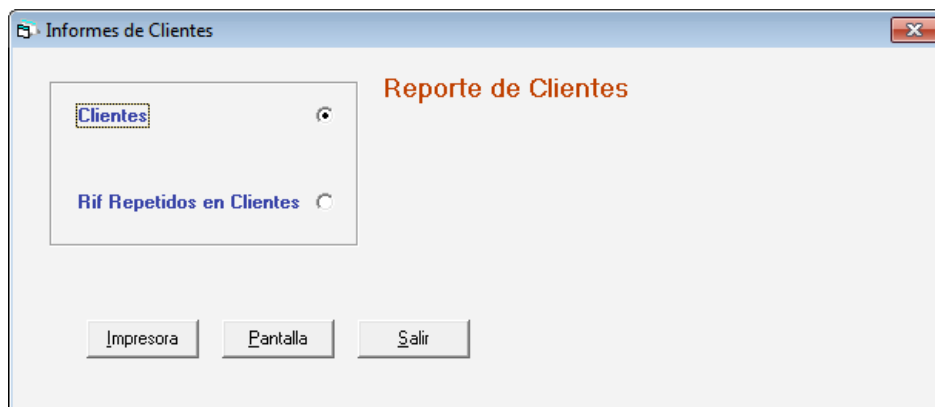 Informes de Clientes
Reporte de Clientes
Clientes
Rif Repetidos en Clientes
Impresora Pantalla Salir